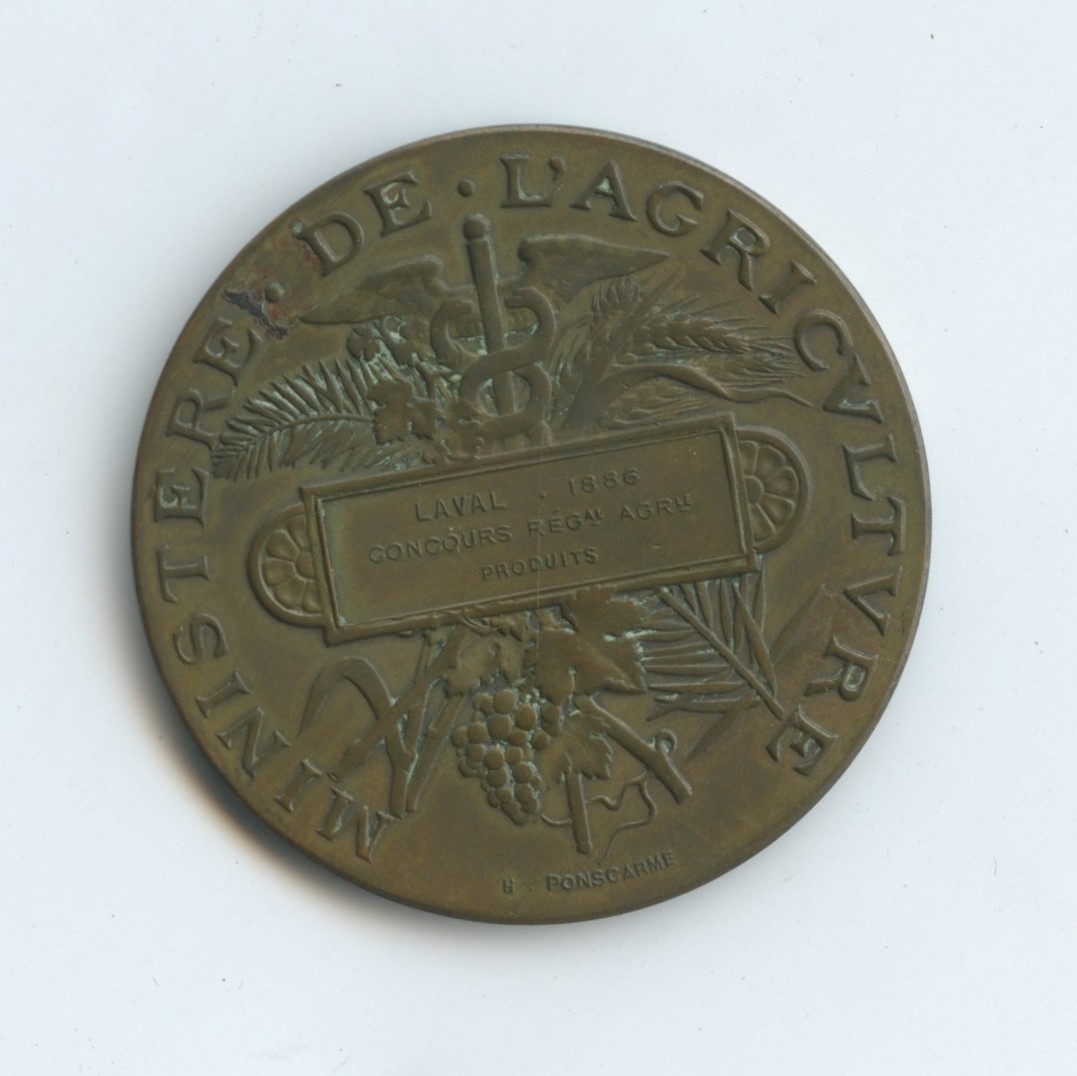 MINISTERE · DE · L'AGRICVLTVRE
LAVAL · 1886
CONCOURS RÉGAL AGRLE
PRODUITS
H · PONSCARME